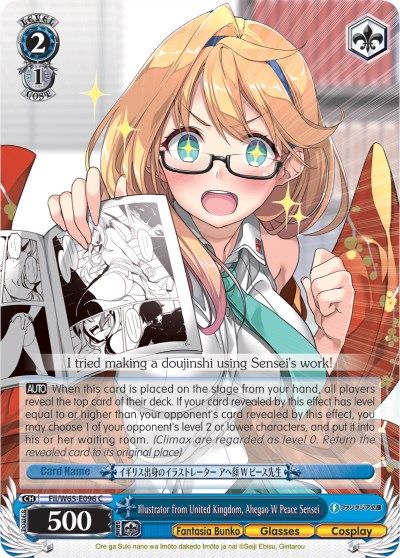 LEVEL
2
1
COST
I tried making a doujinshi using Sensei's work!
AUTO When this card is placed on the stage from your hand, all players
reveal the top card of their deck. If your card revealed by this effect has level
equal to or higher than your opponent's card revealed by this effect, you
may choose 1 of your opponent's level 2 or lower characters, and put it into
his or her waiting room. (Climax are regarded as level 0. Return the
revealed card to its original place)
Card Name
イギリス出身のイラストレーター アヘ顔Wピース先生
CH Fii/W65-E096 C
Illustrator from United Kingdom, Ahegao W Peace Sensei
500
Fantasia Bunko
Glasses
Cosplay
Ore ga Suki nano wa Imōto dakedo Imōto ja nai ©Seiji Ebisu, Gintarou